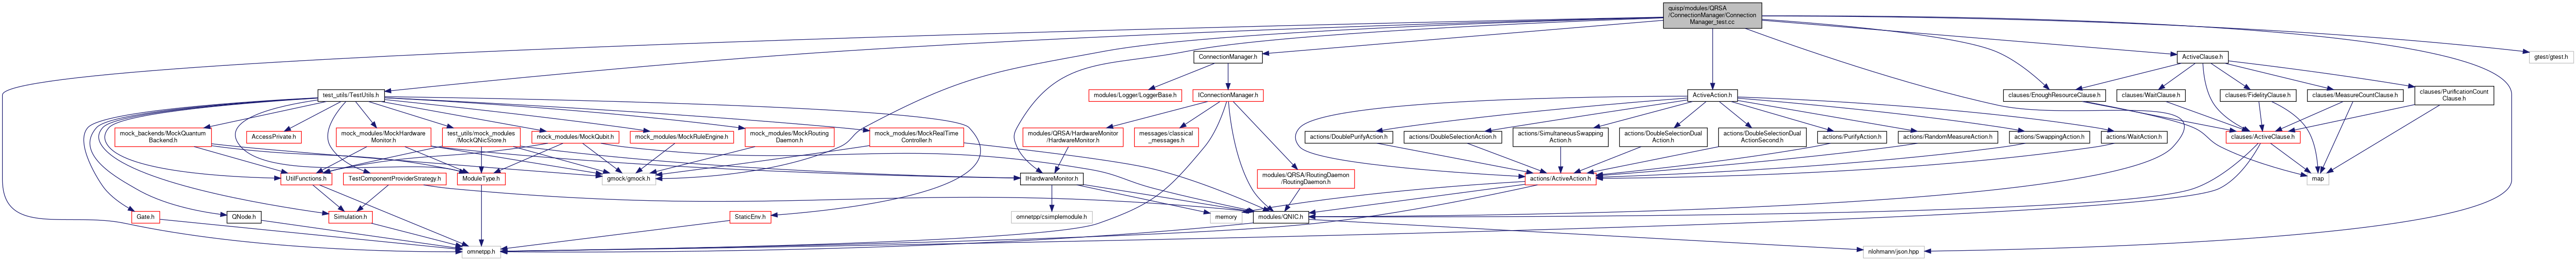 quisp/modules/QRSA
/ConnectionManager/Connection
Manager_test.cc
ConnectionManager.h
ActiveClause.h
gtest/gtest.h
test_utils/TestUtils.h
modules/Logger/LoggerBase.h
IConnectionManager.h
ActiveAction.h
clauses/EnoughResourceClause.h
clauses/WaitClause.h
clauses/FidelityClause.h
clauses/MeasureCountClause.h
clauses/PurificationCount
Clause.h
mock_backends/MockQuantum
Backend.h
AccessPrivate.h
mock_modules/MockHardware
Monitor.h
test_utils/mock_modules
/MockQNicStore.h
mock_modules/MockQubit.h
mock_modules/MockRuleEngine.h
mock_modules/MockRouting
Daemon.h
mock_modules/MockRealTime
Controller.h
modules/QRSA/HardwareMonitor
/HardwareMonitor.h
messages/classical
_messages.h
actions/DoublePurifyAction.h
actions/DoubleSelectionAction.h
actions/SimultaneousSwapping
Action.h
actions/DoubleSelectionDual
Action.h
actions/DoubleSelectionDual
ActionSecond.h
actions/PurifyAction.h
actions/RandomMeasureAction.h
actions/SwappingAction.h
actions/WaitAction.h
clauses/ActiveClause.h
UtilFunctions.h
TestComponentProviderStrategy.h
ModuleType.h
gmock/gmock.h
IHardwareMonitor.h
modules/QRSA/RoutingDaemon
/RoutingDaemon.h
actions/ActiveAction.h
map
Gate.h
QNode.h
Simulation.h
StaticEnv.h
omnetpp/csimplemodule.h
memory
modules/QNIC.h
omnetpp.h
nlohmann/json.hpp